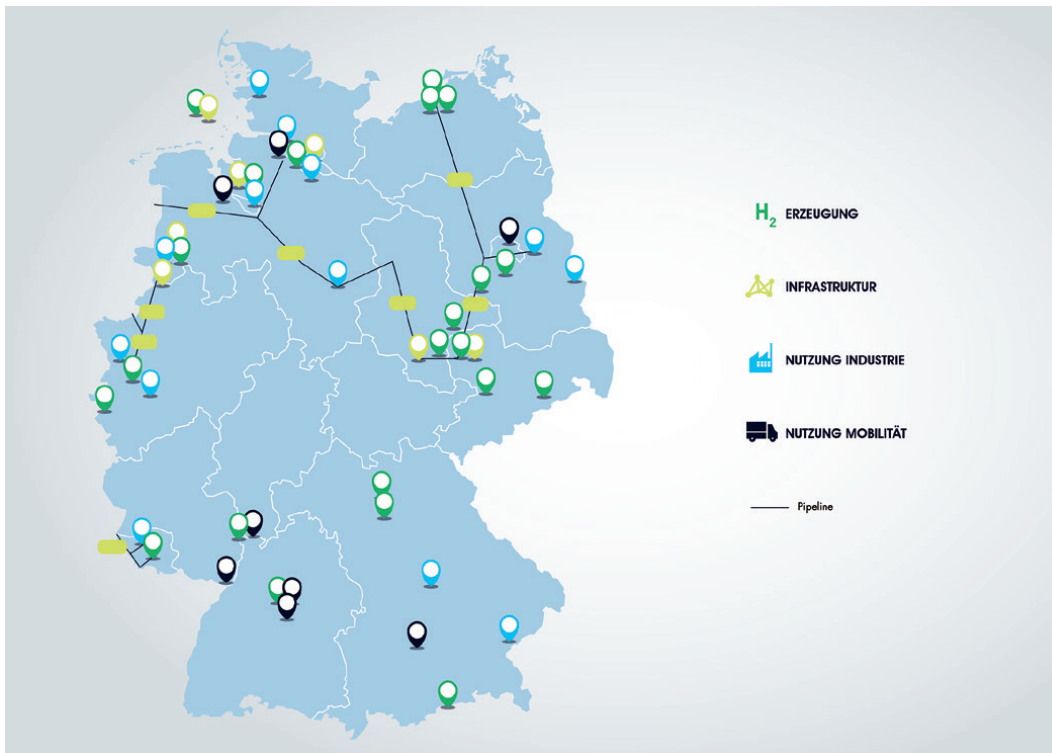 H2 ERZEUGUNG
INFRASTRUKTUR
NUTZUNG INDUSTRIE
NUTZUNG MOBILITÄT
Pipeline